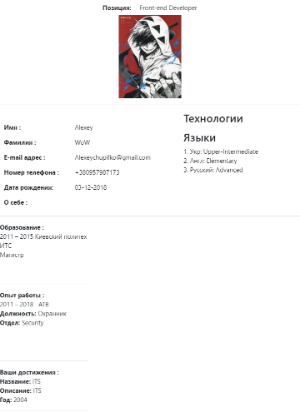 Позиция: Front-end Developer
Имя : Alexey
Фамилия : WoW
E-mail адрес : Alexeychupilko@gmail.com
Номер телефона : +380957907173
Дата рождения: 03-12-2018
О себе :
Технологии
Языки
1. Укр: Upper-Intermediate
2. Англ: Elementary
3. Русский: Advanced
Образование :
2011 – 2015 Киевский политех
ИТС
Магистр
Опыт работы :
2011 – 2018 АТБ
Должность: Охранник
Отдел: Security
Ваши достижения :
Название: ITS
Описание: ITS
Год: 2004